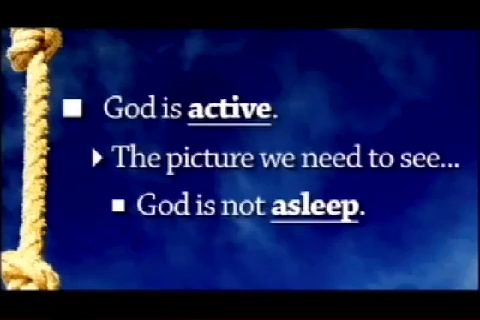 God is active.
The picture we need to see...
God is not asleep.